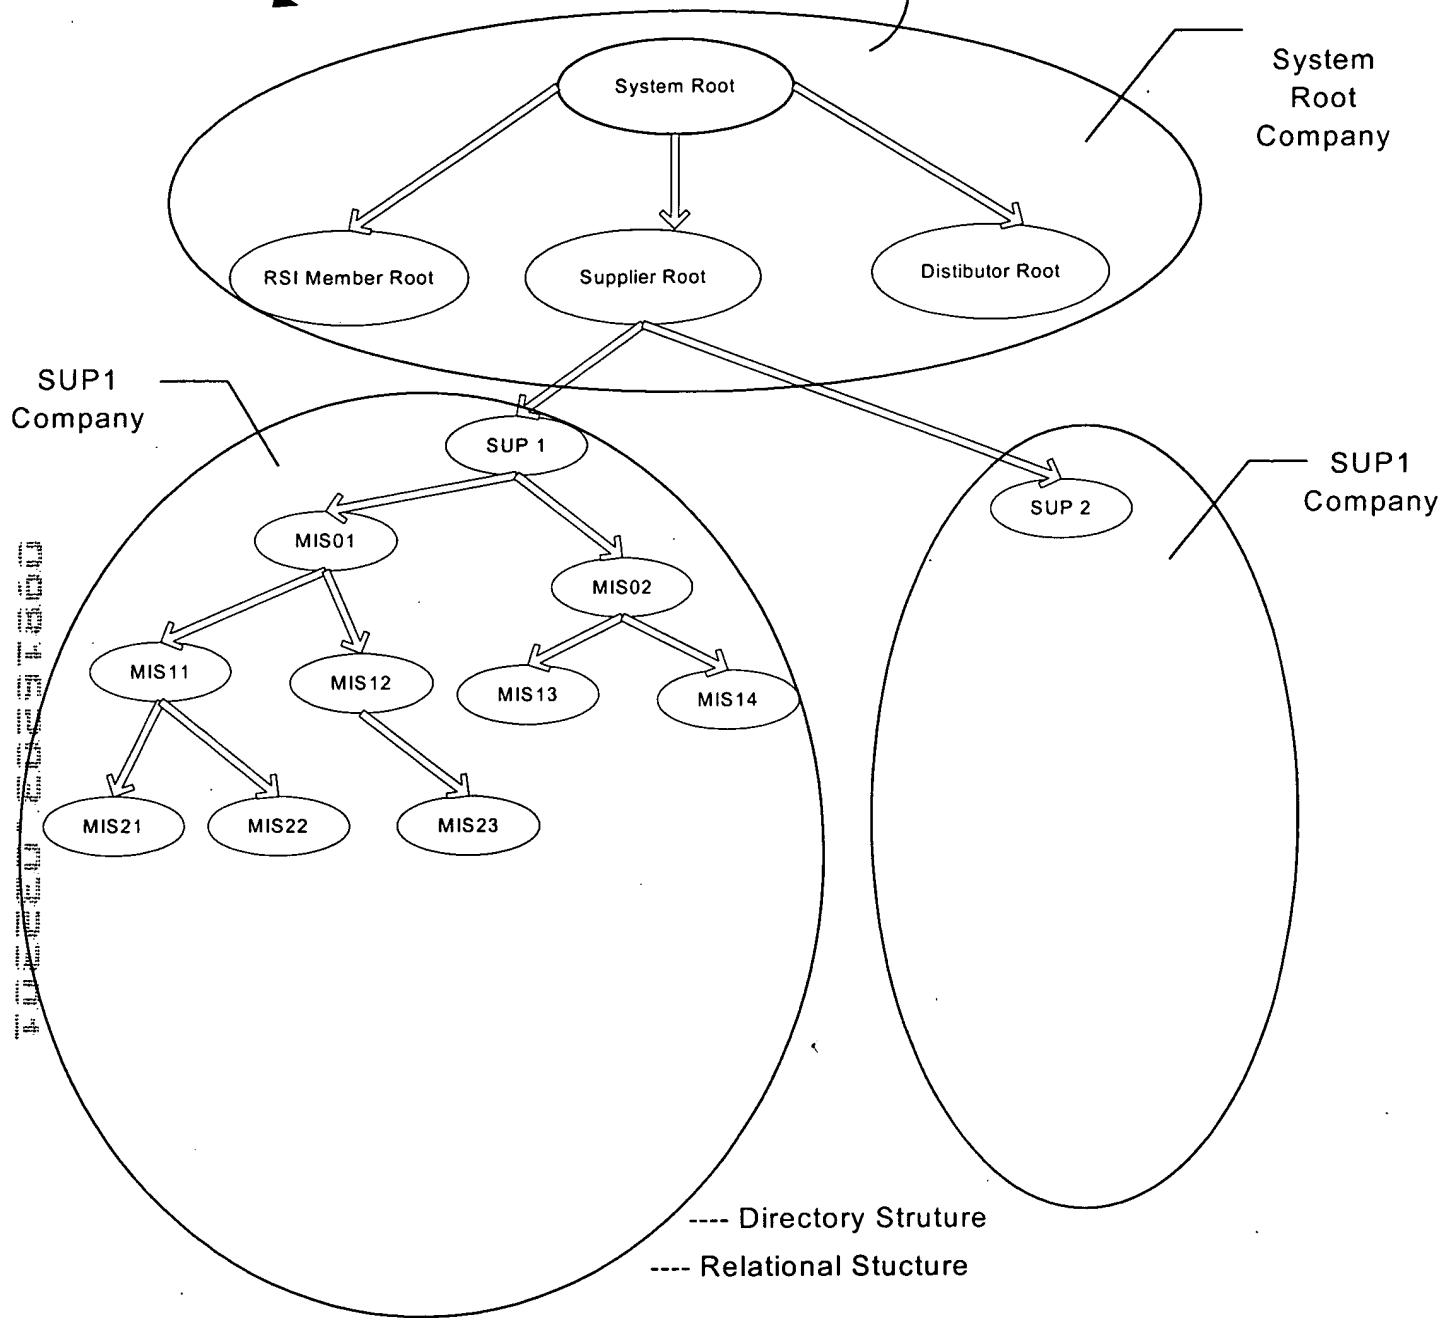 System
Root
Company
System Root
RSI Member Root
Supplier Root
Distibutor Root
SUP1
Company
SUP 1
SUP1
Company
SUP 2
MIS01
MIS02
MIS11
MIS12
MIS13
MIS14
MIS21
MIS22
MIS23
---- Directory Struture
---- Relational Stucture